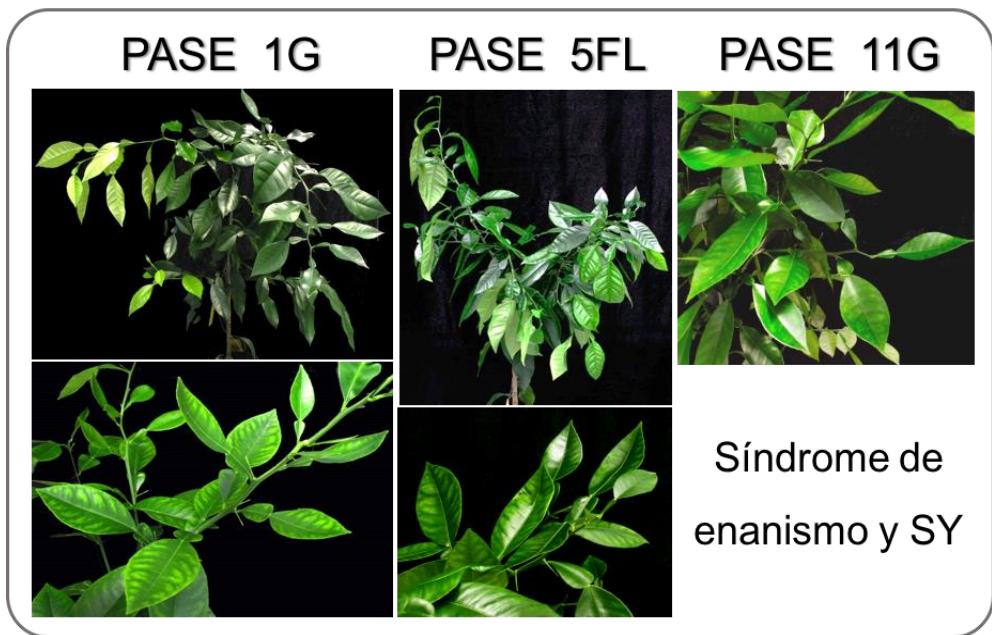 PASE 1G
PASE 5FL
PASE 11G
Síndrome de
enanismo y SY